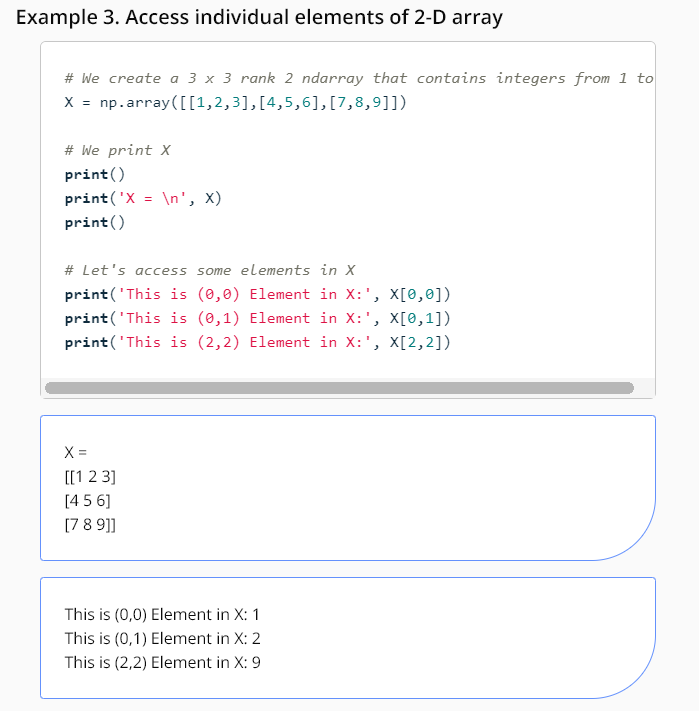 Example 3. Access individual elements of 2-D array
# We create a 3 x 3 rank 2 ndarray that contains integers from 1 to
X = np.array([[1,2,3],[4,5,6],[7,8,9]])
# We print X
print()
print('X = \n', X)
print()
# Let's access some elements in X
print('This is (0,0) Element in X:', X[0,0])
print('This is (0,1) Element in X:', X[0,1])
print('This is (2,2) Element in X:', X[2,2])
X =
[[1 2 3]
[4 5 6]
[7 8 9]]
This is (0,0) Element in X: 1
This is (0,1) Element in X: 2
This is (2,2) Element in X: 9